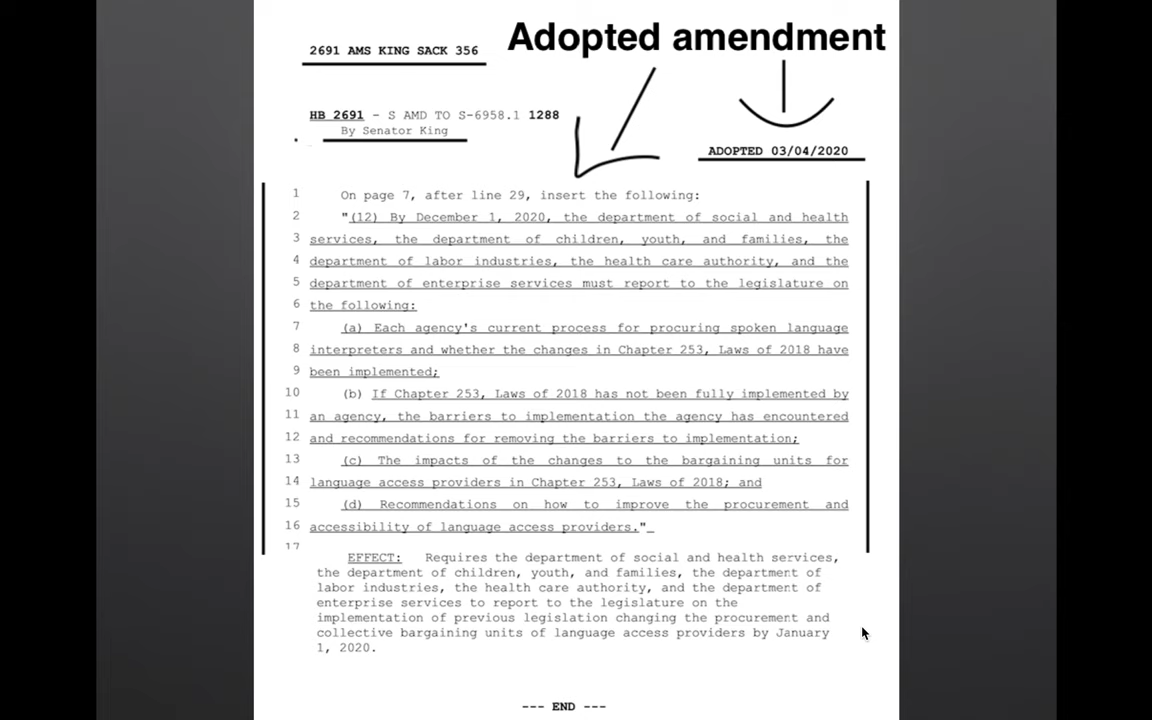 Adopted amendment
2691 AMS KING SACK 356
HB 2691 - S AMD TO S-6958.1 1288
By Senator King
ADOPTED 03/04/2020
1 On page 7, after line 29, insert the following:
2 "(12) By December 1, 2020, the department of social and health
3 services, the department of children, youth, and families, the
4 department of labor industries, the health care authority, and the
5 department of enterprise services must report to the legislature on
6 the following:
7 (a) Each agency's current process for procuring spoken language
8 interpreters and whether the changes in Chapter 253, Laws of 2018 have
9 been implemented;
10 (b) If Chapter 253, Laws of 2018 has not been fully implemented by
11 an agency, the barriers to implementation the agency has encountered
12 and recommendations for removing the barriers to implementation;
13 (c) The impacts of the changes to the bargaining units for
14 language access providers in Chapter 253, Laws of 2018; and
15 (d) Recommendations on how to improve the procurement and
16 accessibility of language access providers."
17
EFFECT: Requires the department of social and health services,
the department of children, youth, and families, the department of
labor industries, the health care authority, and the department of
enterprise services to report to the legislature on the
implementation of previous legislation changing the procurement and
collective bargaining units of language access providers by January
1, 2020.
--- END ---